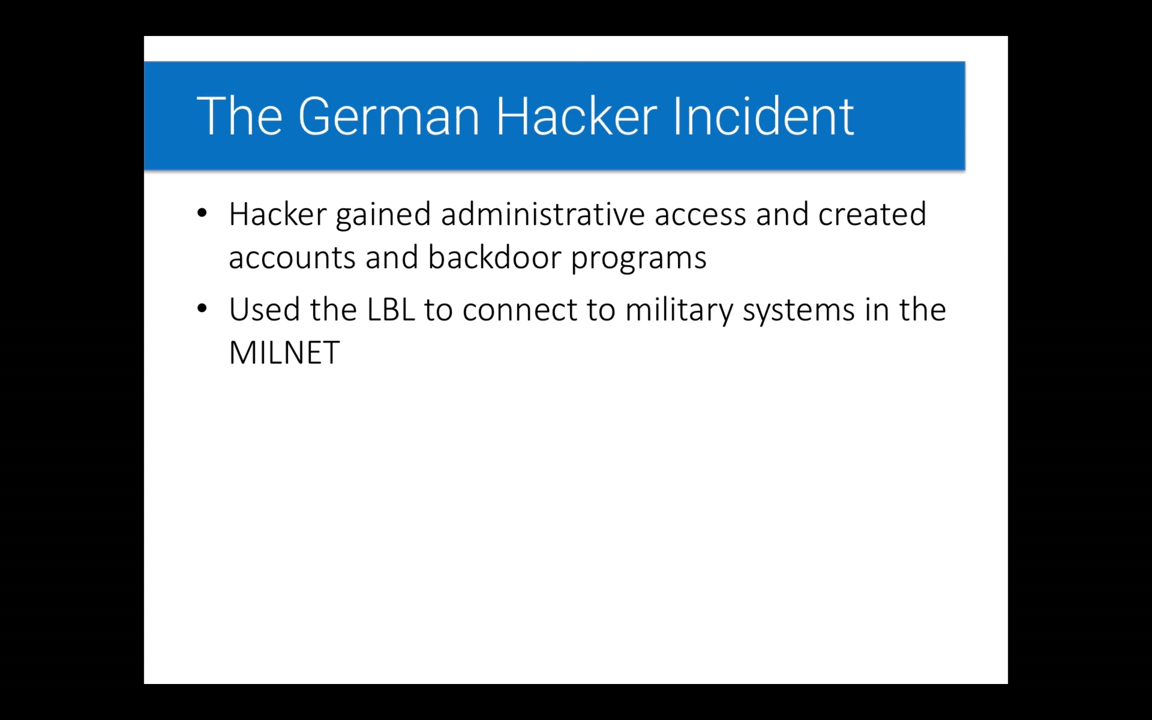 The German Hacker Incident
• Hacker gained administrative access and created
accounts and backdoor programs
• Used the LBL to connect to military systems in the
MILNET